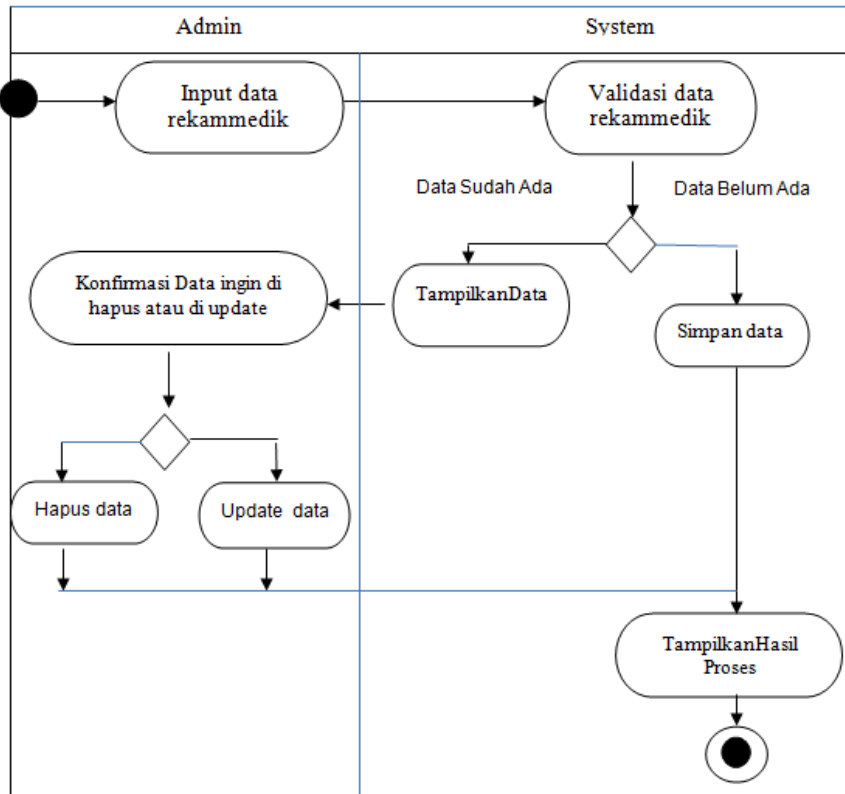 Admin
System
Input data
rekammedik
Validasi data
rekammedik
Data Sudah Ada
Data Belum Ada
Konfirmasi Data ingin di
hapus atau di update
TampilkanData
Simpan data
Hapus data
Update data
TampilkanHasil
Proses